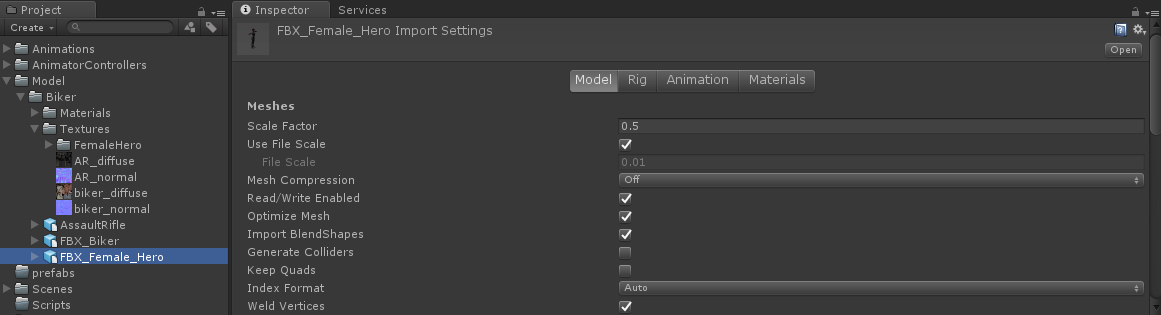 Project
Create
Animations
AnimatorControllers
Model
Biker
Materials
Textures
FemaleHero
AR_diffuse
AR_normal
biker_diffuse
biker_normal
AssaultRifle
FBX_Biker
FBX_Female_Hero
prefabs
Scenes
Scripts
Inspector Services
FBX_Female_Hero Import Settings
Open
Model Rig Animation Materials
Meshes
Scale Factor 0.5
Use File Scale
File Scale 0.01
Mesh Compression Off
Read/Write Enabled
Optimize Mesh
Import BlendShapes
Generate Colliders
Keep Quads
Index Format Auto
Weld Vertices